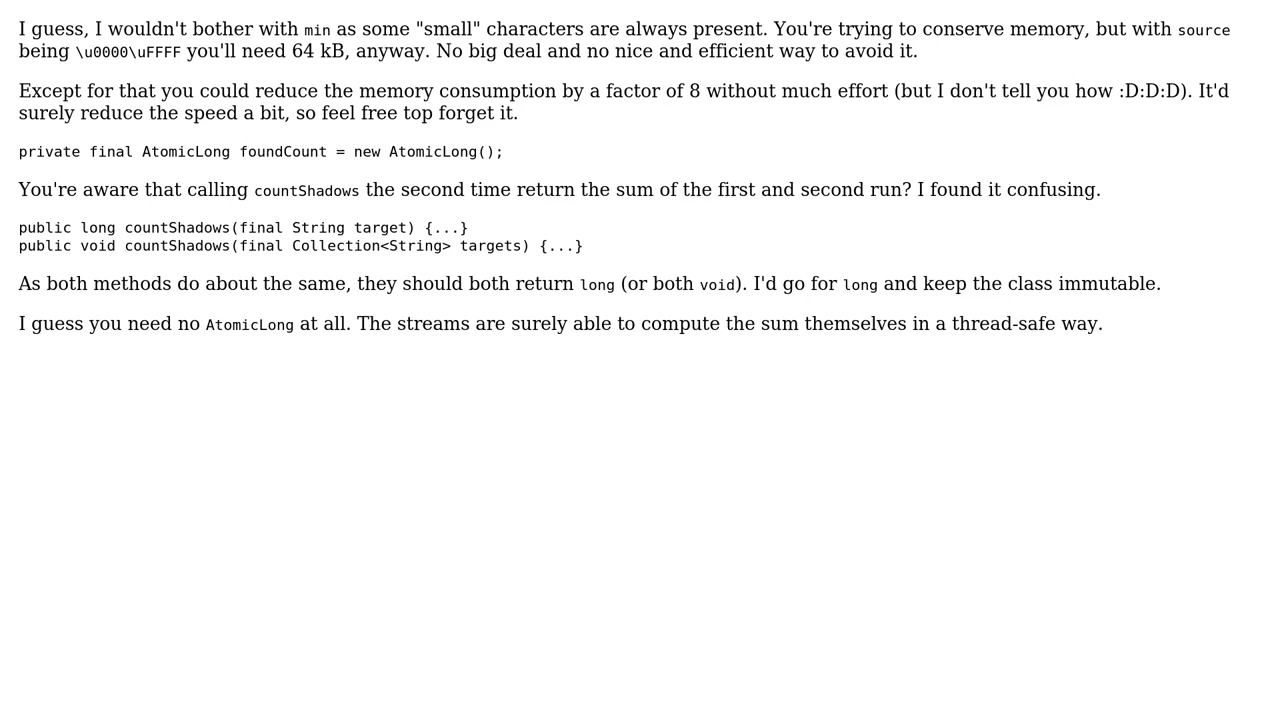 I guess, I wouldn't bother with min as some "small" characters are always present. You're trying to conserve memory, but with source
being \u0000\uFFFF you'll need 64 kB, anyway. No big deal and no nice and efficient way to avoid it.
Except for that you could reduce the memory consumption by a factor of 8 without much effort (but I don't tell you how :D:D:D). It'd
surely reduce the speed a bit, so feel free top forget it.
private final AtomicLong foundCount = new AtomicLong();
You're aware that calling countShadows the second time return the sum of the first and second run? I found it confusing.
public long countShadows(final String target) {...}
public void countShadows(final Collection<String> targets) {...}
As both methods do about the same, they should both return long (or both void). I'd go for long and keep the class immutable.
I guess you need no AtomicLong at all. The streams are surely able to compute the sum themselves in a thread-safe way.